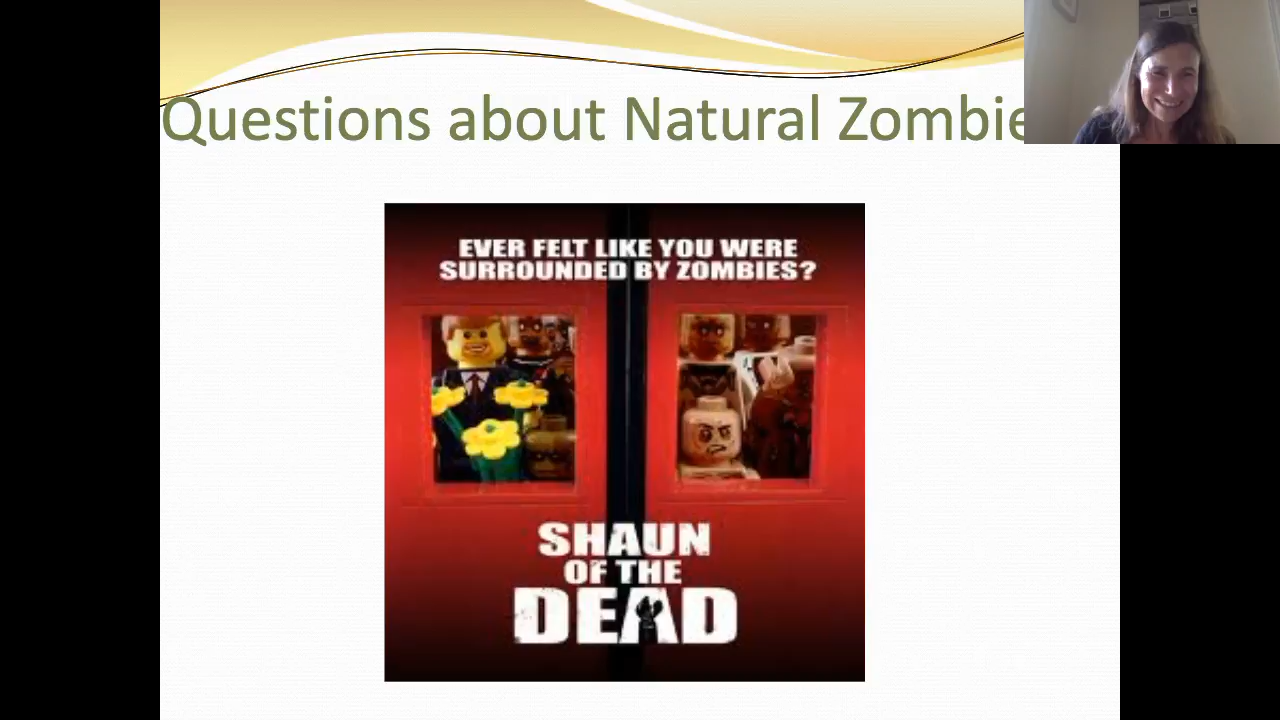 Questions about Natural Zombie
EVER FELT LIKE YOU WERE
SURROUNDED BY ZOMBIES?
SHAUN
OF THE
DEAD